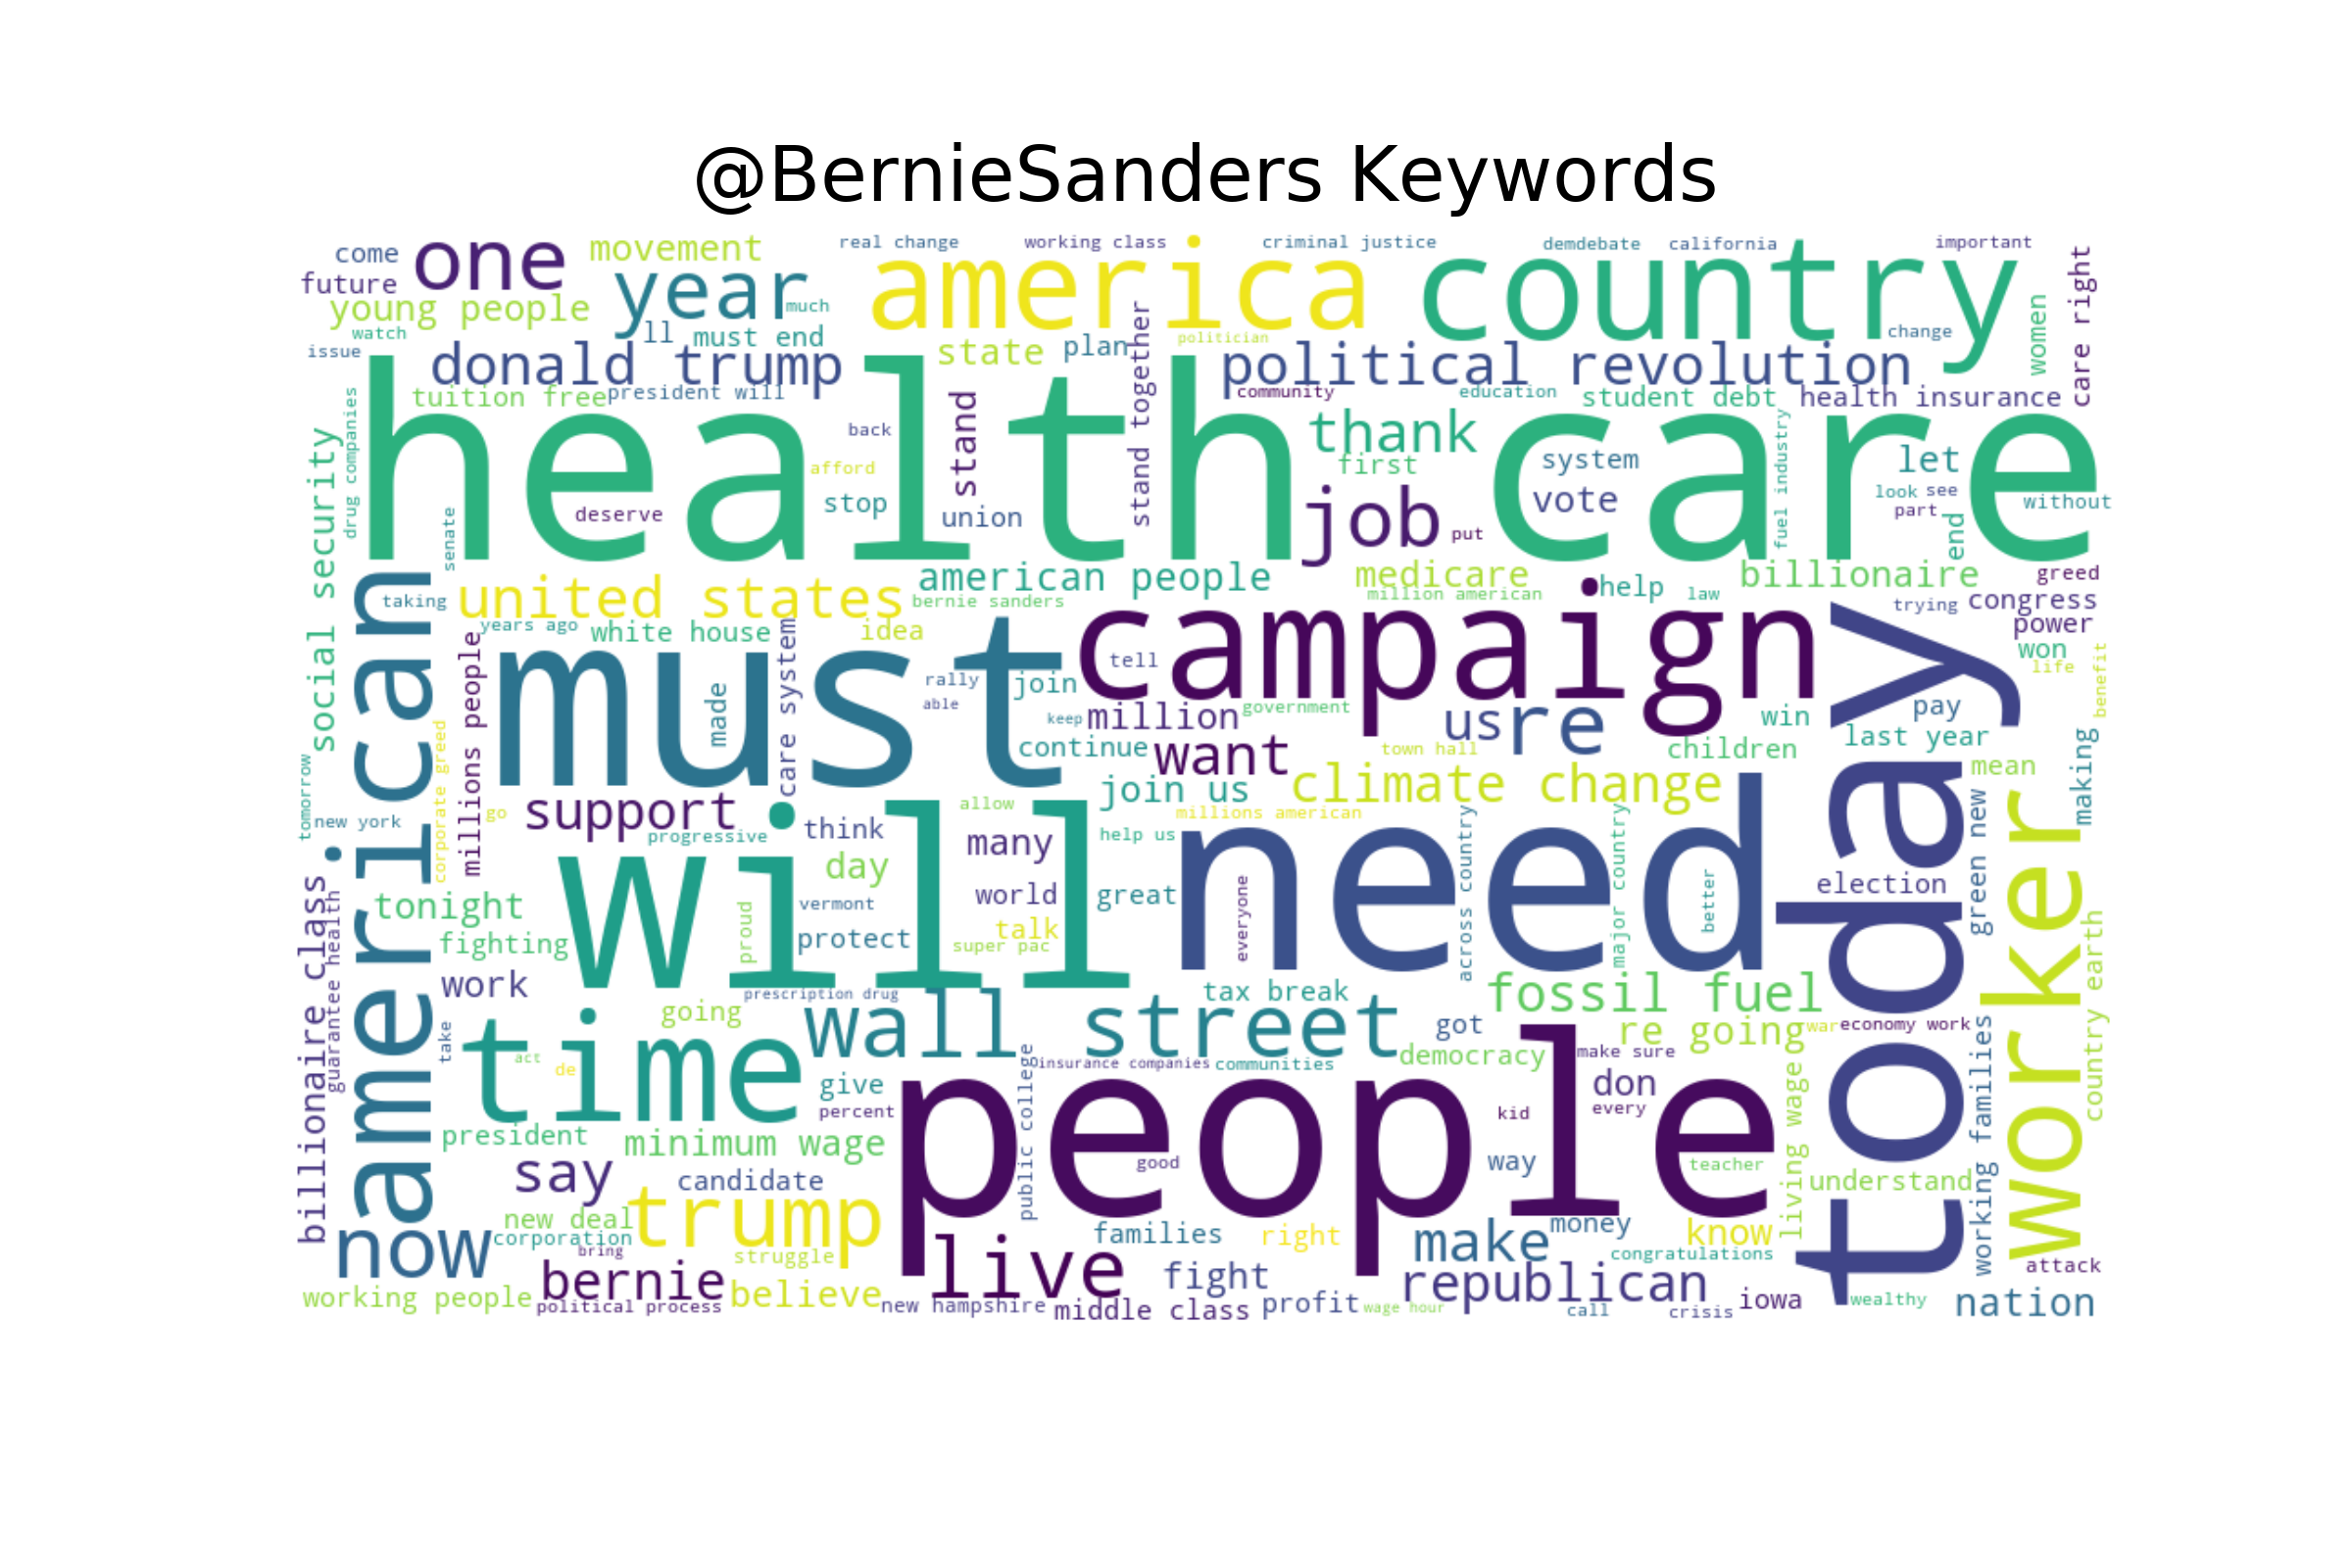 @BernieSanders Keywords
come
one
movement
real change
working class
criminal justice
demdebate
california
important
future
year
america
country
care right
young people
much
women
watch
ll
must end
state
plan
stand together
politician
change
issue
donald trump
political revolution
tuition free
president will
stand
community
education
student debt
health insurance
drug companies
social security
health care
back
thank
afford
first
system
fuel industry
let
stop
job
vote
look
see
without
deserve
union
put
part
end
senate
american
american people
medicare
billionaire
greed
taking
united states
bernie sanders
million american
help
law
trying
congress
years ago
white house
idea
campaign
today
power
millions people
must
care system
tell
won
life
benefit
made
rally
join
able
keep
million
government
us
re
win
pay
continue
want
town hall
children
last year
corporate greed
tomorrow
join us
climate change
mean
making
new york
go
support
allow
millions american
progressive
think
many
help us
need
across country
major country
green new
worker
will
day
billionaire class
guarantee health
tonight
proud
vermont
world
great
everyone
better
election
fighting
protect
talk
super pac
country earth
work
prescription drug
tax break
fossil fuel
going
wall street
got
re going
war
economy work
take
time
act
de
public college
insurance companies
communities
democracy
make sure
give
people
don
living wage
working families
percent
kid
every
president
minimum wage
good
way
teacher
say
candidate
understand
new deal
trump
families
right
make
money
know
now
corporation
bring
struggle
live
congratulations
bernie
fight
republican
attack
working people
political process
believe
new hampshire
middle class
profit
wage hour
call
crisis
iowa
wealthy
nation